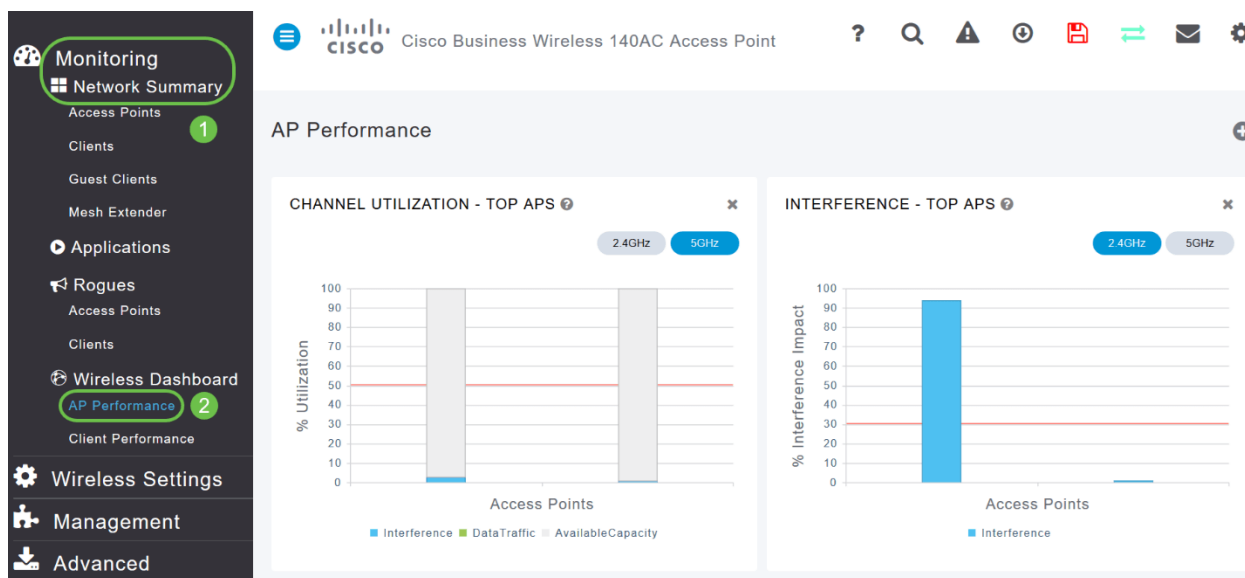 Monitoring
Network Summary
Access Points
1
Clients
Guest Clients
Mesh Extender
Applications
Rogues
Access Points
Clients
Wireless Dashboard
AP Performance 2
Client Performance
Wireless Settings
Management
Advanced
CISCO Cisco Business Wireless 140AC Access Point ?
AP Performance
CHANNEL UTILIZATION - TOP APS ?
2.4GHz 5GHz
% Utilization
100
90
80
70
60
50
40
30
20
10
0
Access Points
Interference DataTraffic AvailableCapacity
INTERFERENCE - TOP APS ?
2.4GHz 5GHz
% Interference Impact
100
90
80
70
60
50
40
30
20
10
0
Access Points
Interference